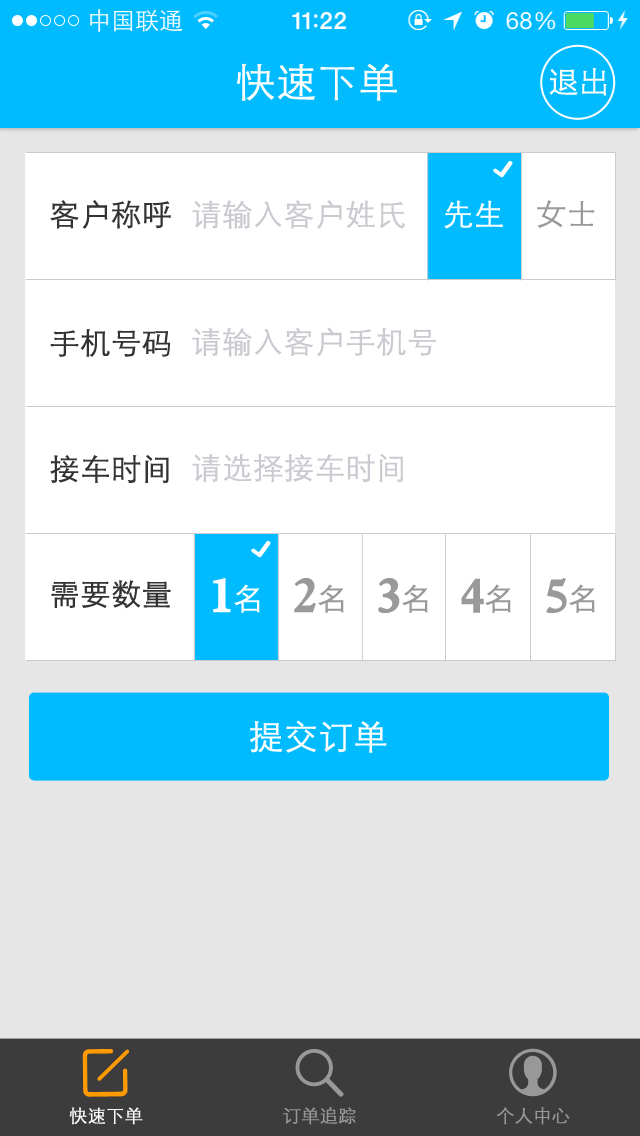 中国联通 11:22 68%
快速下单 退出
客户称呼 请输入客户姓氏 先生 女士
手机号码 请输入客户手机号
接车时间 请选择接车时间
需要数量 1名 2名 3名 4名 5名
提交订单
快速下单 订单追踪 个人中心